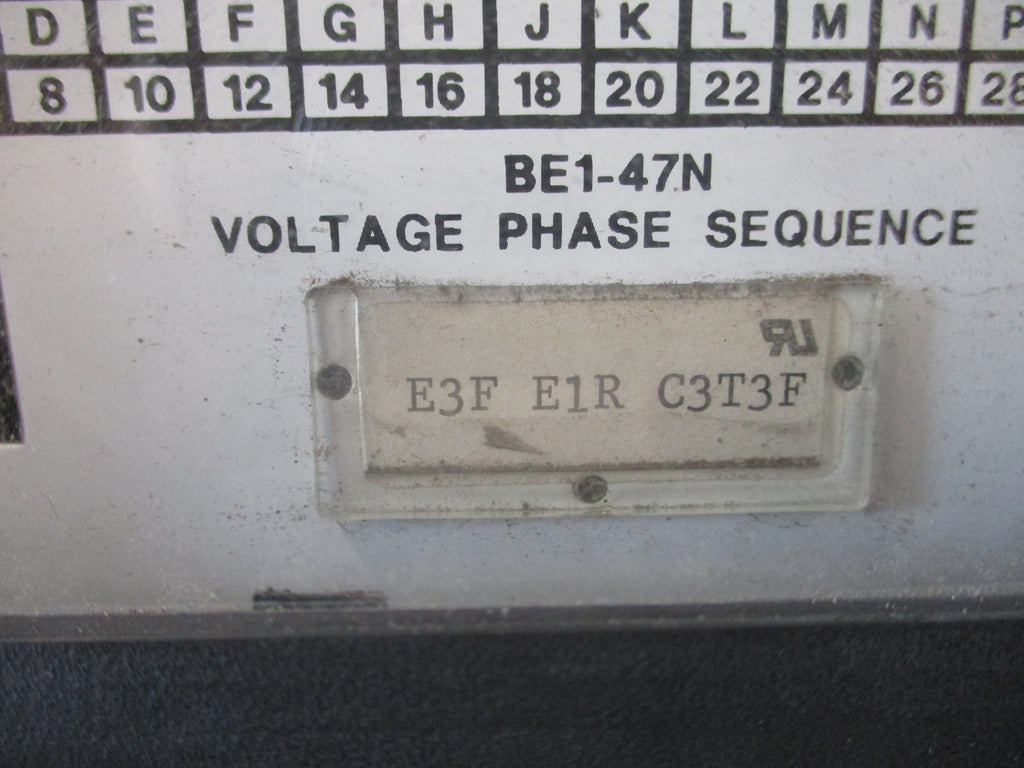 D E F G H J K L M N P
8 10 12 14 16 18 20 22 24 26 28
BE1-47N
VOLTAGE PHASE SEQUENCE
RU
E3F E1R C3T3F